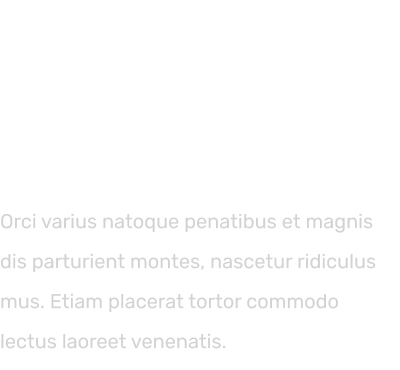 Orci varius natoque penatibus et magnis
dis parturient montes, nascetur ridiculus
mus. Etiam placerat tortor commodo
lectus laoreet venenatis.